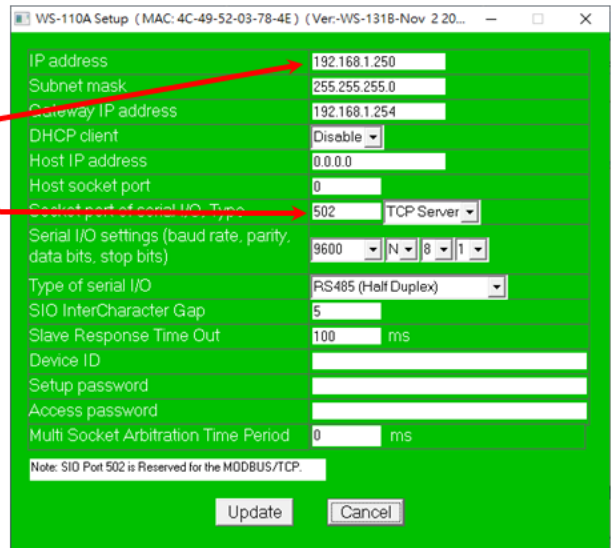 WS-110A Setup ( MAC: 4C-49-52-03-78-4E ) ( Ver:-WS-131B-Nov 2 20...
IP address 192.168.1.250
Subnet mask 255.255.255.0
Gateway IP address 192.168.1.254
DHCP client Disable
Host IP address 0.0.0.0
Host socket port 0
Socket port of serial I/O, Type 502 TCP Server
Serial I/O settings (baud rate, parity,
data bits, stop bits) 9600 N 8 1
Type of serial I/O RS485 (Half Duplex)
SIO InterCharacter Gap 5
Slave Response Time Out 100 ms
Device ID
Setup password
Access password
Multi Socket Arbitration Time Period 0 ms
Note: SIO Port 502 is Reserved for the MODBUS/TCP.
Update Cancel